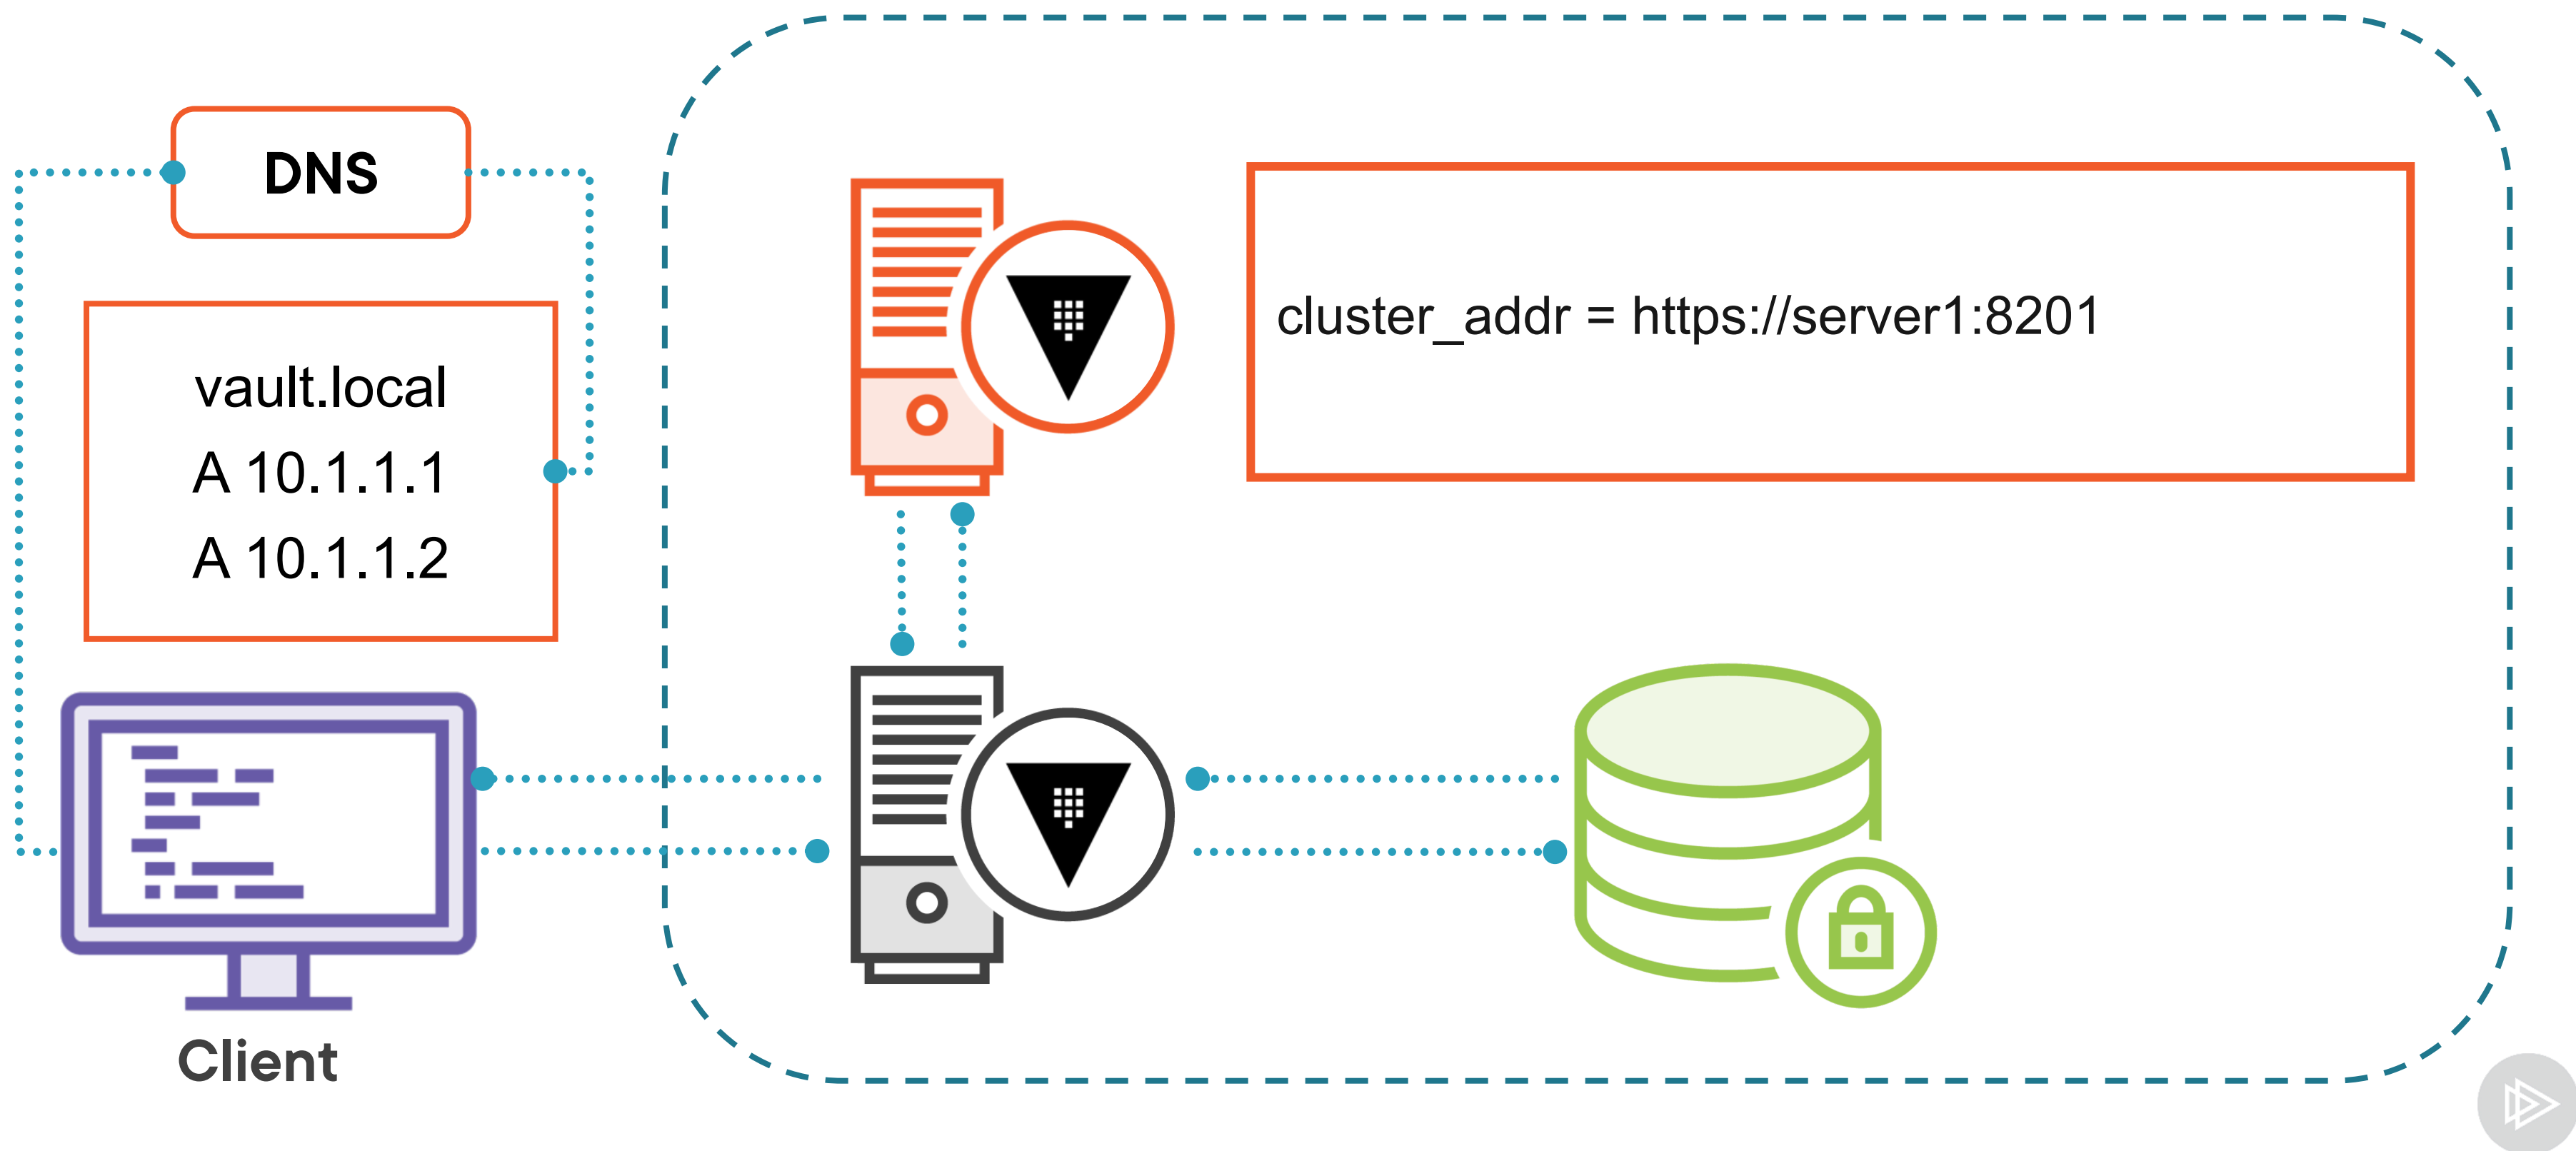 DNS
vault.local
A 10.1.1.1
A 10.1.1.2
cluster_addr = https://server1:8201
Client